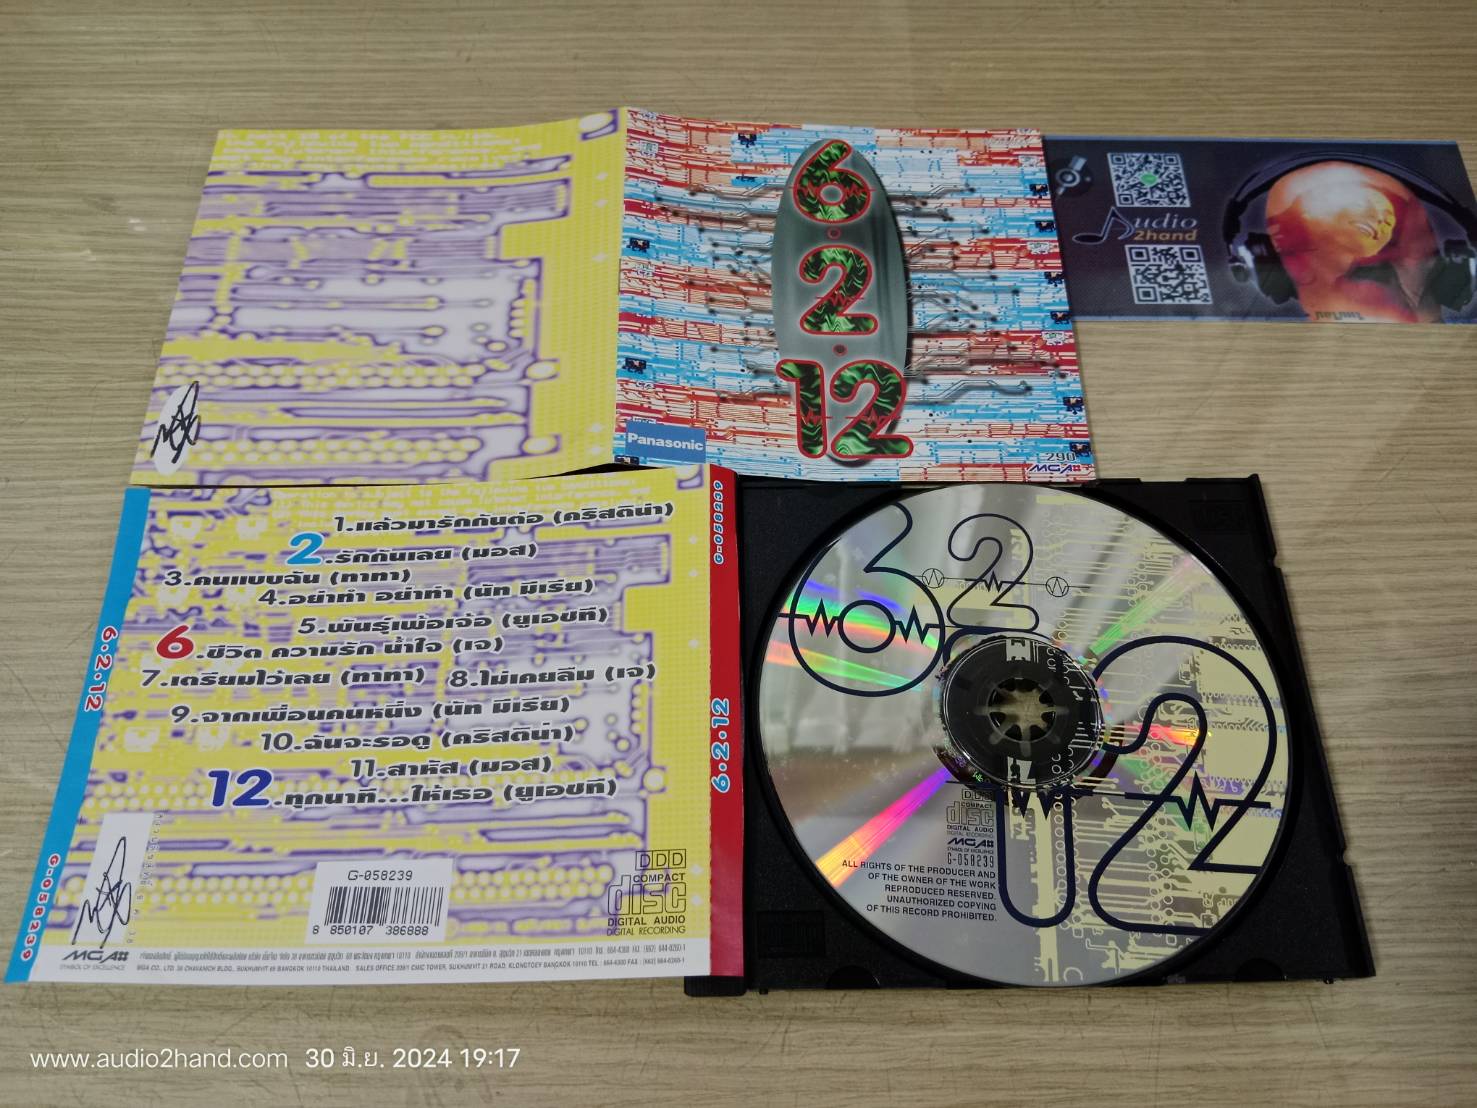 6.2.12
Panasonic
290
MGA
Audio
2hand
1.แล้วมารักกันต่อ (คริสติน่า)
2.รักกันเลย (มอส)
3.คนแบบฉัน (ทาทา)
4.อย่าทำ อย่าทำ (นัท มีเรีย)
5.พันธุ์เพ้อเจ้อ (ยูเอชที)
6.ชีวิต ความรัก น้ำใจ (เจ)
7.เตรียมไว้เลย (ทาทา) 8.ไม่เคยลืม (เจ)
9.จากเพื่อนคนหนึ่ง (นัท มีเรีย)
10.ฉันจะรอดู (คริสติน่า)
11.สาหัส (มอส)
12.ทุกนาที...ให้เธอ (ยูเอชที)
6.2.12
G-058239
G-058239
6.2.12
G-058239
8 850107 386888
DDD
COMPACT
disc
DIGITAL AUDIO
DIGITAL RECORDING
MGA
SYMBOL OF EXCELLENCE
6 2 12
DDD
COMPACT
disc
DIGITAL AUDIO
DIGITAL RECORDING
MGA
SYMBOL OF EXCELLENCE
G-058239
ALL RIGHTS OF THE PRODUCER AND
OF THE OWNER OF THE WORK
REPRODUCED RESERVED.
UNAUTHORIZED COPYING
OF THIS RECORD PROHIBITED.
www.audio2hand.com 30 มิ.ย. 2024 19:17